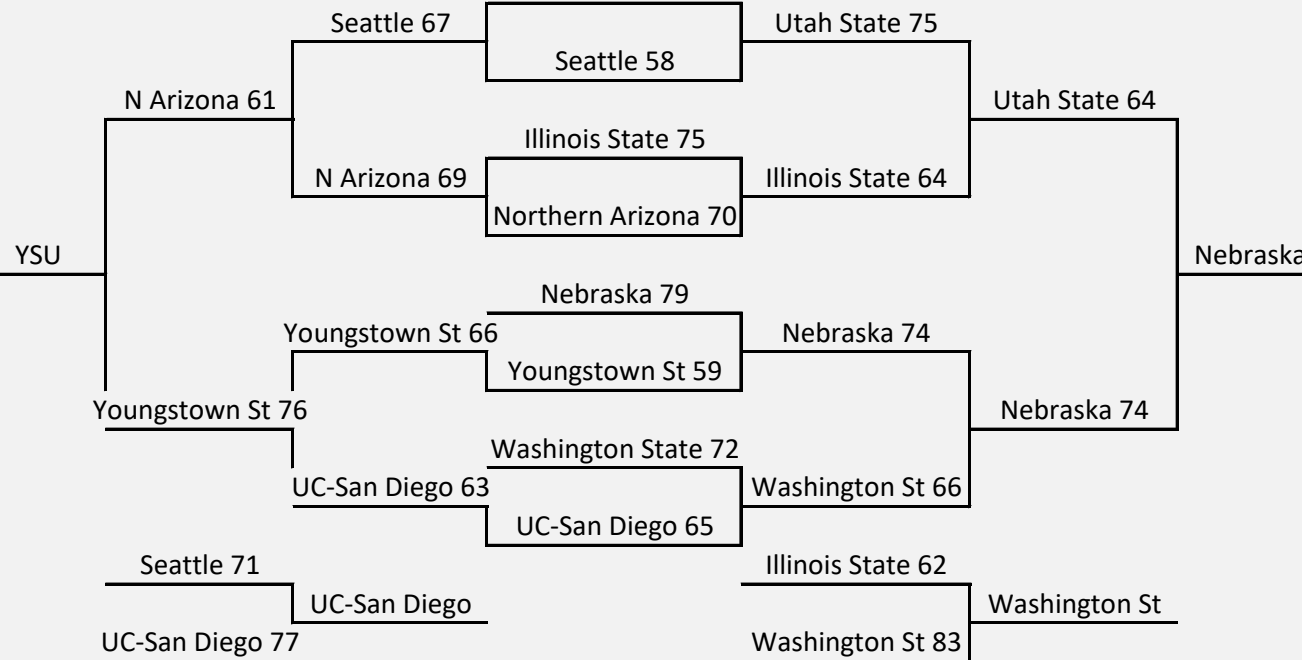 Seattle 67
Utah State 75
Seattle 58
N Arizona 61
Utah State 64
Illinois State 75
N Arizona 69
Illinois State 64
Northern Arizona 70
YSU
Nebraska
Nebraska 79
Youngstown St 66
Nebraska 74
Youngstown St 59
Youngstown St 76
Nebraska 74
Washington State 72
UC-San Diego 63
Washington St 66
UC-San Diego 65
Seattle 71
Illinois State 62
UC-San Diego
Washington St
UC-San Diego 77
Washington St 83